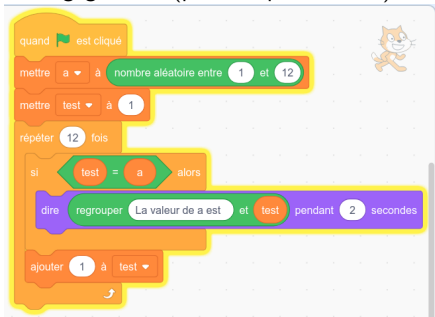 quand est cliqué
mettre a à nombre aléatoire entre 1 et 12
mettre test à 1
répéter 12 fois
si test = a alors
dire regrouper La valeur de a est et test pendant 2 secondes
ajouter 1 à test